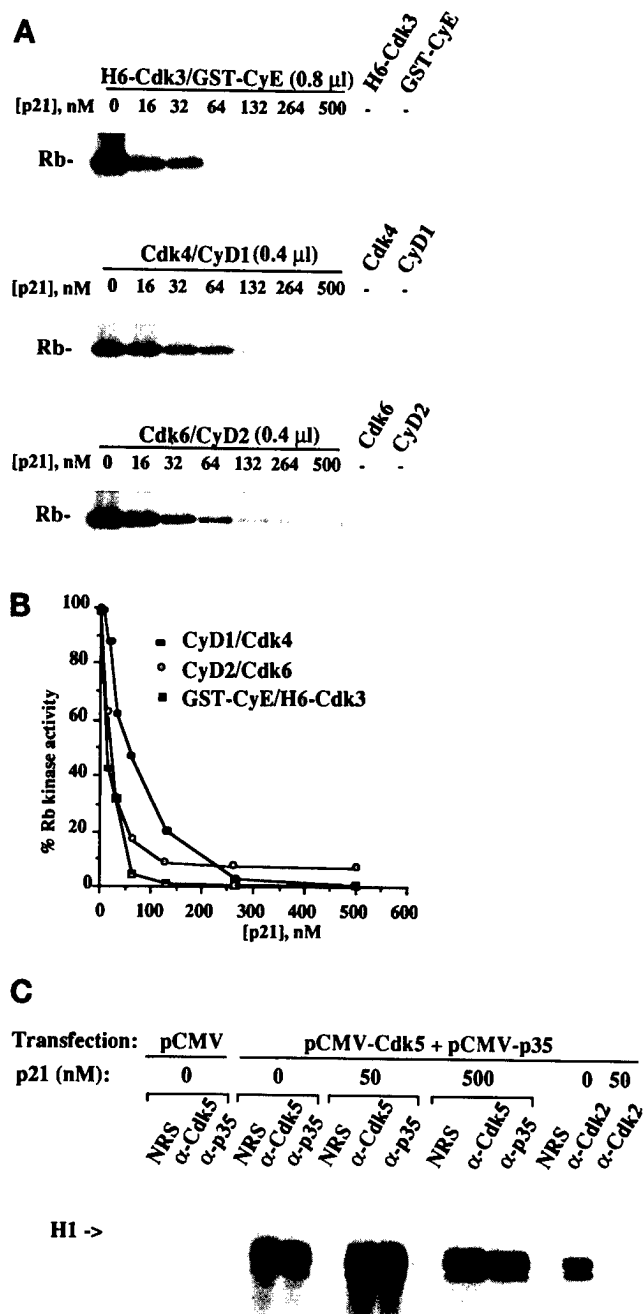 A
H6-Cdk3/GST-CyE (0.8 µl)
H6-Cdk3
GST-CyE
[p21], nM 0 16 32 64 132 264 500 - -
Rb-
Cdk4/CyD1 (0.4 µl)
Cdk4
CyD1
[p21], nM 0 16 32 64 132 264 500 - -
Rb-
Cdk6/CyD2 (0.4 µl)
Cdk6
CyD2
[p21], nM 0 16 32 64 132 264 500 - -
Rb-
B
% Rb kinase activity
100
80
60
40
20
0
CyD1/Cdk4
CyD2/Cdk6
GST-CyE/H6-Cdk3
0 100 200 300 400 500 600
[p21], nM
C
Transfection: pCMV pCMV-Cdk5 + pCMV-p35
p21 (nM): 0 0 50 500 0 50
NRS α-Cdk5 α-p35 NRS α-Cdk5 α-p35 NRS α-Cdk5 α-p35 NRS α-Cdk5 α-p35 NRS α-Cdk2 α-Cdk2
H1 ->